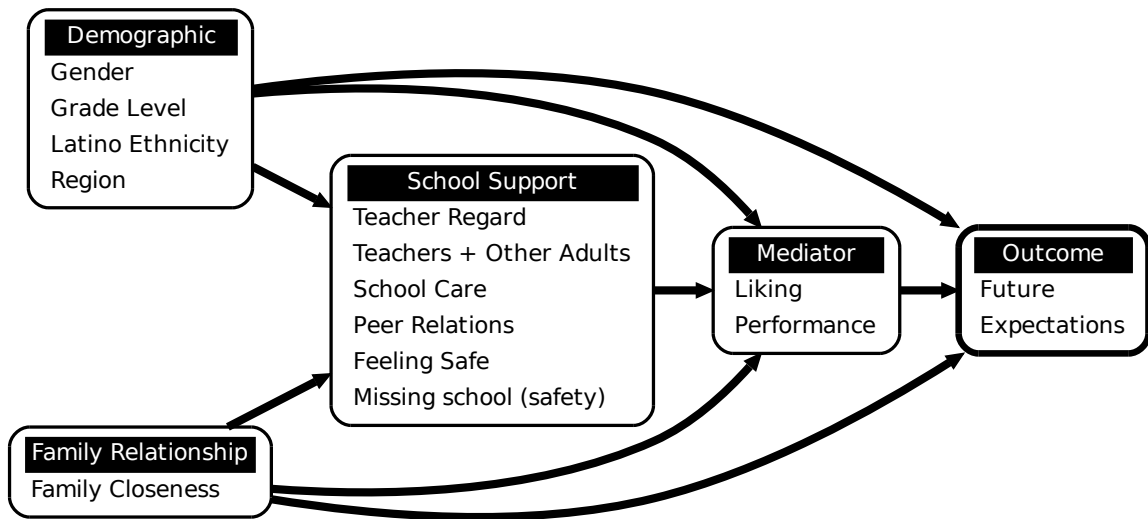 Demographic
Gender
Grade Level
Latino Ethnicity
Region
School Support
Teacher Regard
Teachers + Other Adults
School Care
Peer Relations
Feeling Safe
Missing school (safety)
Mediator
Liking
Performance
Outcome
Future
Expectations
Family Relationship
Family Closeness